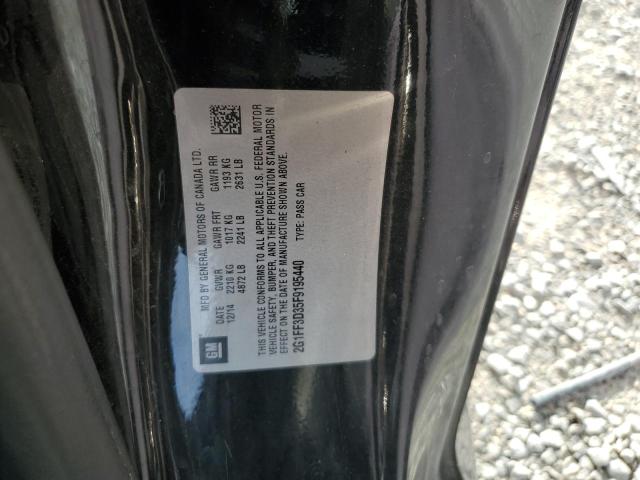 MFD BY GENERAL MOTORS OF CANADA LTD.
DATE GVWR GAWR FRT GAWR RR
12/14 2210 KG 1017 KG 1193 KG
4872 LB 2241 LB 2631 LB
GM
THIS VEHICLE CONFORMS TO ALL APPLICABLE U.S. FEDERAL MOTOR
VEHICLE SAFETY, BUMPER, AND THEFT PREVENTION STANDARDS IN
EFFECT ON THE DATE OF MANUFACTURE SHOWN ABOVE.
2G1FF3D35F9195440 TYPE: PASS CAR